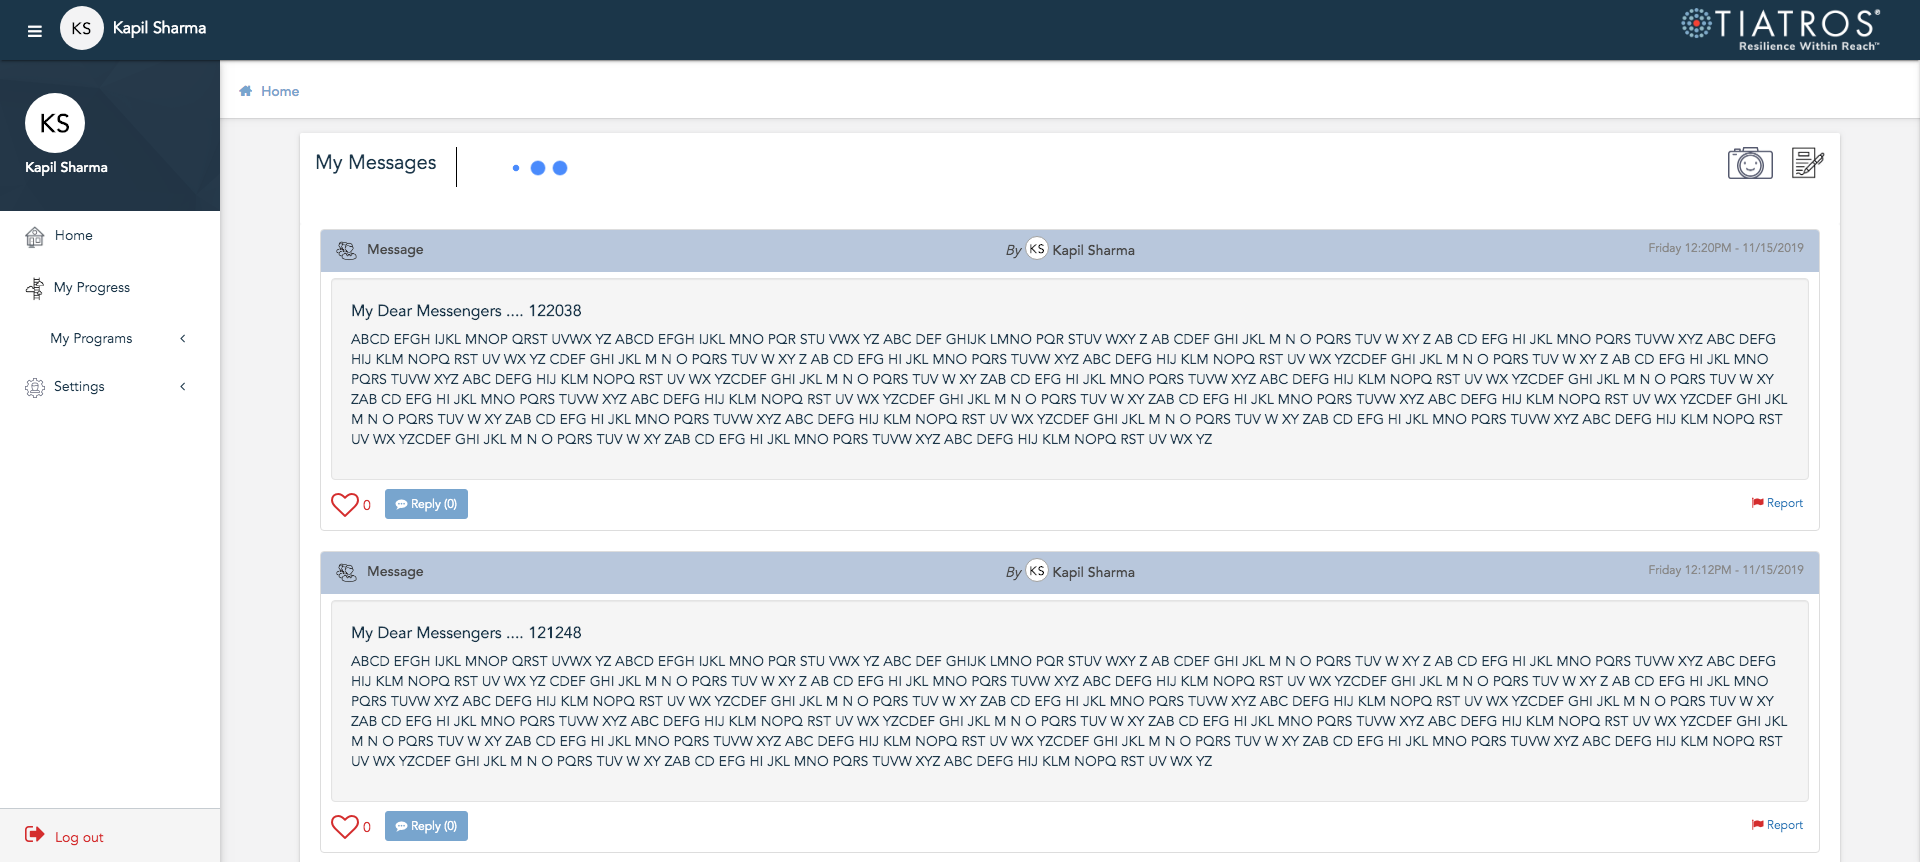 KS Kapil Sharma
TIATROS®
Resilience Within Reach™
KS
Kapil Sharma
Home
My Progress
My Programs
Settings
Log out
Home
My Messages
Message
By KS Kapil Sharma
Friday 12:20PM - 11/15/2019
My Dear Messengers .... 122038
ABCD EFGH IJKL MNOP QRST UVWX YZ ABCD EFGH IJKL MNO PQR STU VWX YZ ABC DEF GHIJK LMNO PQR STUV WXY Z AB CDEF GHI JKL M N O PQRS TUV W XY Z AB CD EFG HI JKL MNO PQRS TUVW XYZ ABC DEFG
HIJ KLM NOPQ RST UV WX YZ CDEF GHI JKL M N O PQRS TUV W XY Z AB CD EFG HI JKL MNO PQRS TUVW XYZ ABC DEFG HIJ KLM NOPQ RST UV WX YZCDEF GHI JKL M N O PQRS TUV W XY Z AB CD EFG HI JKL MNO
PQRS TUVW XYZ ABC DEFG HIJ KLM NOPQ RST UV WX YZCDEF GHI JKL M N O PQRS TUV W XY ZAB CD EFG HI JKL MNO PQRS TUVW XYZ ABC DEFG HIJ KLM NOPQ RST UV WX YZCDEF GHI JKL M N O PQRS TUV W XY
ZAB CD EFG HI JKL MNO PQRS TUVW XYZ ABC DEFG HIJ KLM NOPQ RST UV WX YZCDEF GHI JKL M N O PQRS TUV W XY ZAB CD EFG HI JKL MNO PQRS TUVW XYZ ABC DEFG HIJ KLM NOPQ RST UV WX YZCDEF GHI JKL
M N O PQRS TUV W XY ZAB CD EFG HI JKL MNO PQRS TUVW XYZ ABC DEFG HIJ KLM NOPQ RST UV WX YZCDEF GHI JKL M N O PQRS TUV W XY ZAB CD EFG HI JKL MNO PQRS TUVW XYZ ABC DEFG HIJ KLM NOPQ RST
UV WX YZCDEF GHI JKL M N O PQRS TUV W XY ZAB CD EFG HI JKL MNO PQRS TUVW XYZ ABC DEFG HIJ KLM NOPQ RST UV WX YZ
0 Reply (0)
Report
Message
By KS Kapil Sharma
Friday 12:12PM - 11/15/2019
My Dear Messengers .... 121248
ABCD EFGH IJKL MNOP QRST UVWX YZ ABCD EFGH IJKL MNO PQR STU VWX YZ ABC DEF GHIJK LMNO PQR STUV WXY Z AB CDEF GHI JKL M N O PQRS TUV W XY Z AB CD EFG HI JKL MNO PQRS TUVW XYZ ABC DEFG
HIJ KLM NOPQ RST UV WX YZ CDEF GHI JKL M N O PQRS TUV W XY Z AB CD EFG HI JKL MNO PQRS TUVW XYZ ABC DEFG HIJ KLM NOPQ RST UV WX YZCDEF GHI JKL M N O PQRS TUV W XY Z AB CD EFG HI JKL MNO
PQRS TUVW XYZ ABC DEFG HIJ KLM NOPQ RST UV WX YZCDEF GHI JKL M N O PQRS TUV W XY ZAB CD EFG HI JKL MNO PQRS TUVW XYZ ABC DEFG HIJ KLM NOPQ RST UV WX YZCDEF GHI JKL M N O PQRS TUV W XY
ZAB CD EFG HI JKL MNO PQRS TUVW XYZ ABC DEFG HIJ KLM NOPQ RST UV WX YZCDEF GHI JKL M N O PQRS TUV W XY ZAB CD EFG HI JKL MNO PQRS TUVW XYZ ABC DEFG HIJ KLM NOPQ RST UV WX YZCDEF GHI JKL
M N O PQRS TUV W XY ZAB CD EFG HI JKL MNO PQRS TUVW XYZ ABC DEFG HIJ KLM NOPQ RST UV WX YZCDEF GHI JKL M N O PQRS TUV W XY ZAB CD EFG HI JKL MNO PQRS TUVW XYZ ABC DEFG HIJ KLM NOPQ RST
UV WX YZCDEF GHI JKL M N O PQRS TUV W XY ZAB CD EFG HI JKL MNO PQRS TUVW XYZ ABC DEFG HIJ KLM NOPQ RST UV WX YZ
0 Reply (0)
Report